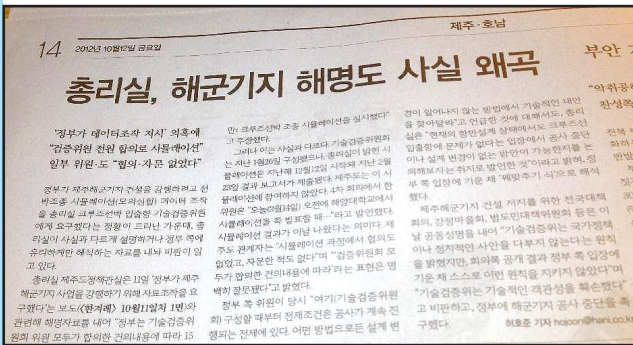 제주·호남
14 2012년 10월12일 금요일
총리실, 해군기지 해명도 사실 왜곡
부안
'정부가 데이터조작 지시' 의혹에
"검증위원 전원 합의로 시뮬레이션"
일부 위원·도 "협의·자문 없었다"
정부가 제주해군기지 건설을 강행하려고 선
박조종 시뮬레이션(모의실험) 데이터 조작
을 총리실 크루즈선박 입출항 기술검증위원
에게 요구했다는 정황이 드러난 가운데, 총
리실이 사실과 다르게 설명하거나 정부 쪽에
유리하게만 해석하는 자료를 내놔 비판이 일
고 있다.
총리실 제주도정책관실은 11일 '정부가 제주
해군기지 사업을 강행하기 위해 자료조작을 요
구했다'는 보도(〈한겨레〉 10월11일치 1면)와
관련해 해명자료를 내어 "정부는 기술검증위
원회 위원 모두가 합의한 건의내용에 따라 15
만t 크루즈선박 조종 시뮬레이션을 실시했다"
고 주장했다.
그러나 이는 사실과 다르다. 기술검증위원회
는 지난 1월26일 구성됐으나, 총리실이 밝힌 시
뮬레이션은 지난해 12월12일 시작돼 지난 2월
23일 결과 보고서가 제출됐다. 제주도는 이 시
뮬레이션에 참여하지 않았다. 4차 회의에서 한
위원은 "오늘(2월14일) 오전에 해양대학교에서
시뮬레이션을 쭉 발표할 때…"라고 발언했다.
시뮬레이션 결과가 이날 나왔다는 의미다. 제
주도 관계자는 "시뮬레이션 과정에서 협의도
없었고, 자문한 적도 없다"며 "'검증위원회 모
두가 합의한 건의내용에 따라'라는 표현은 명
백히 잘못됐다"고 밝혔다.
정부 쪽 위원이 당시 "여기(기술검증위원
회) 구성할 때부터 전제조건은 공사가 계속 진
행되는 전제에 있다. 어떤 방법으로든 설계 변
경이 일어나지 않는 방법에서 기술적인 대안
을 찾아달라"고 언급한 것에 대해서도, 총리
실은 "현재의 항만설계 상태에서도 크루즈선
입출항에 문제가 없다는 입장에서 공사 중단
이나 설계 변경이 없는 방안이 가능한지를 논
의해보자는 취지로 발언한 것"이라고 밝혀, 정
부 쪽 입장에 기운 채 '해석했
다.
제주해군기지 건설 저지를 위한 전국대책
회의, 강정마을회, 범도민대책위원회 등은 이
날 공동성명을 내어 "기술검증은 국가정책
이나 정치적인 사안을 다루지 않는다는 원칙
을 밝혔지만, 회의록 공개 결과 정부 쪽 입장에
기운 채 스스로 이런 원칙을 지키지 않았다"며
"기술검증위는 기술적인 객관성을 훼손했다"
고 비판하고, 정부에 해군기지 공사 중단을 촉
구했다. 허호준 기자 hojoon@hani.co.k
"악취공
찬성쪽
전북
화하
반발